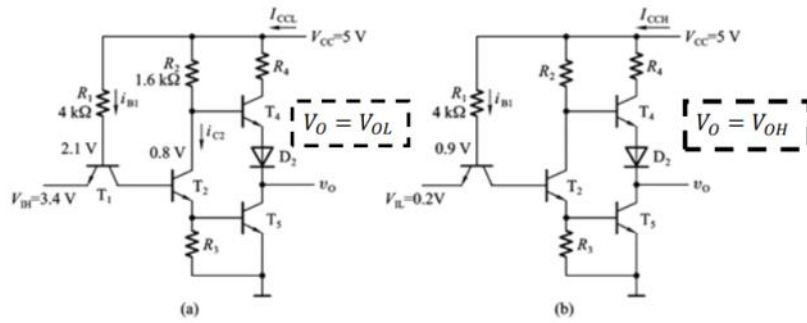 I_CCL
V_CC=5 V
R_2
1.6 kΩ
R_4
R_1
4 kΩ
i_B1
T_4
i_C2
V_O = V_OL
2.1 V
0.8 V
D_2
T_2
v_O
V_IH=3.4 V
T_1
T_5
R_3
(a)
I_CCH
V_CC=5 V
R_2
R_4
R_1
4 kΩ
i_B1
T_4
V_O = V_OH
0.9 V
D_2
T_2
v_O
V_IL=0.2V
T_5
R_3
(b)